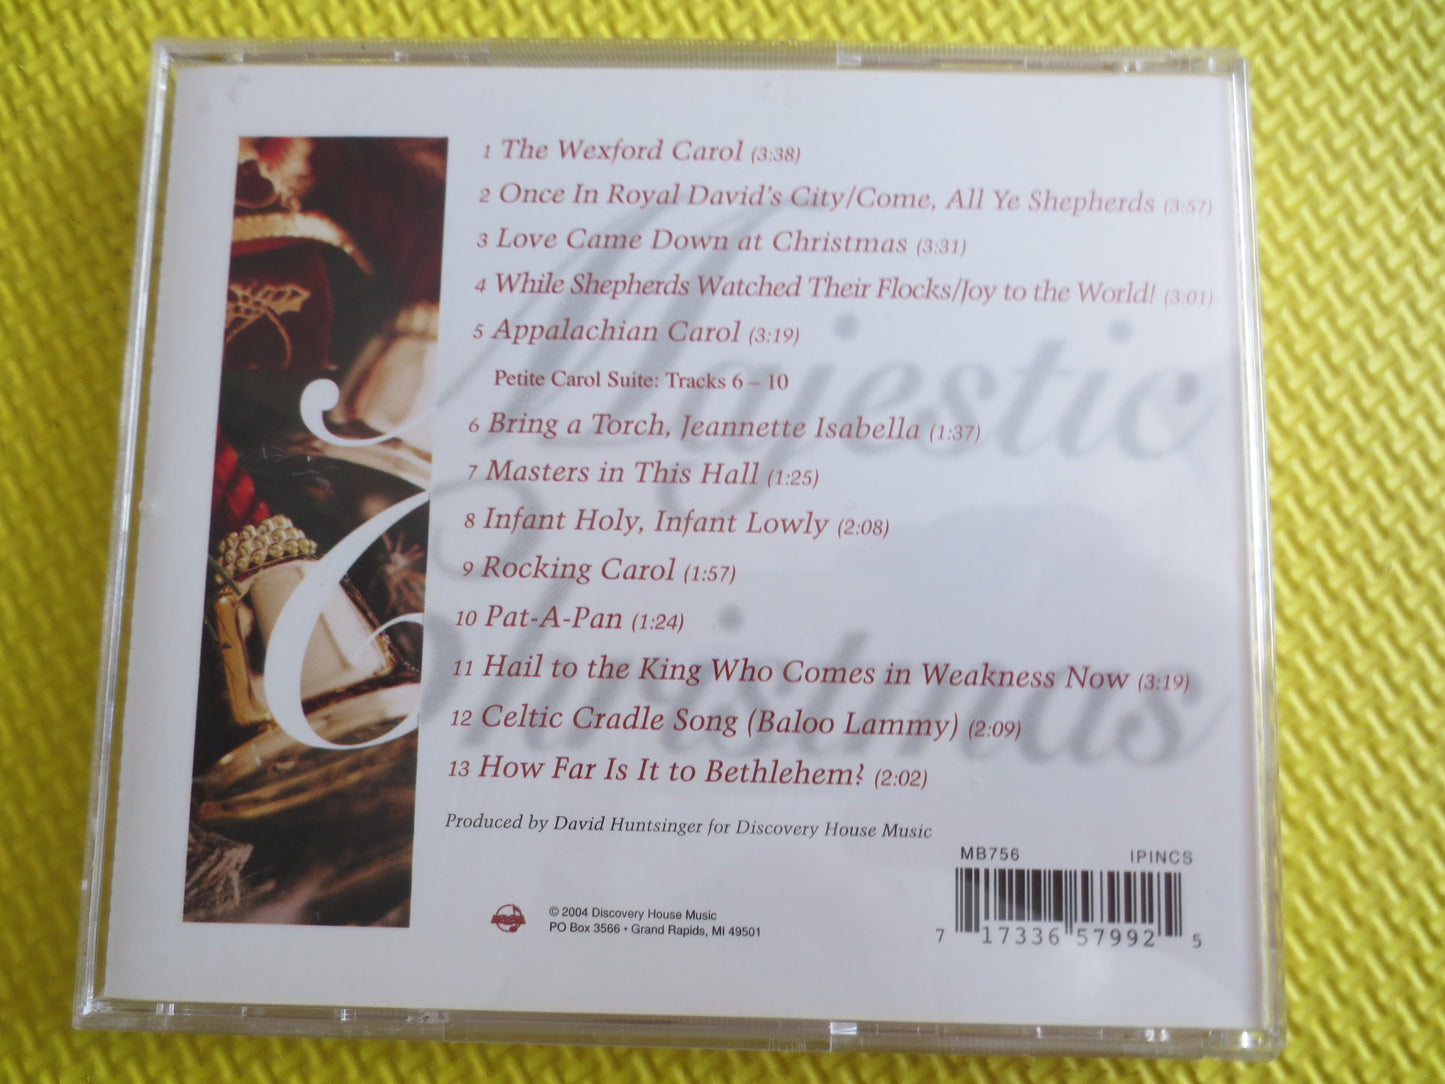 1 The Wexford Carol (3:38)
2 Once In Royal David's City/Come, All Ye Shepherds (3:57)
3 Love Came Down at Christmas (3:31)
4 While Shepherds Watched Their Flocks/Joy to the World! (3:01)
5 Appalachian Carol (3:19)
Petite Carol Suite: Tracks 6 – 10
6 Bring a Torch, Jeannette Isabella (1:37)
7 Masters in This Hall (1:25)
8 Infant Holy, Infant Lowly (2:08)
9 Rocking Carol (1:57)
10 Pat-A-Pan (1:24)
11 Hail to the King Who Comes in Weakness Now (3:19)
12 Celtic Cradle Song (Baloo Lammy) (2:09)
13 How Far Is It to Bethlehem? (2:02)
Majestic
Christmas
Produced by David Huntsinger for Discovery House Music
MB756 IPINCS
© 2004 Discovery House Music
PO Box 3566 • Grand Rapids, MI 49501
7 17336 57992 5